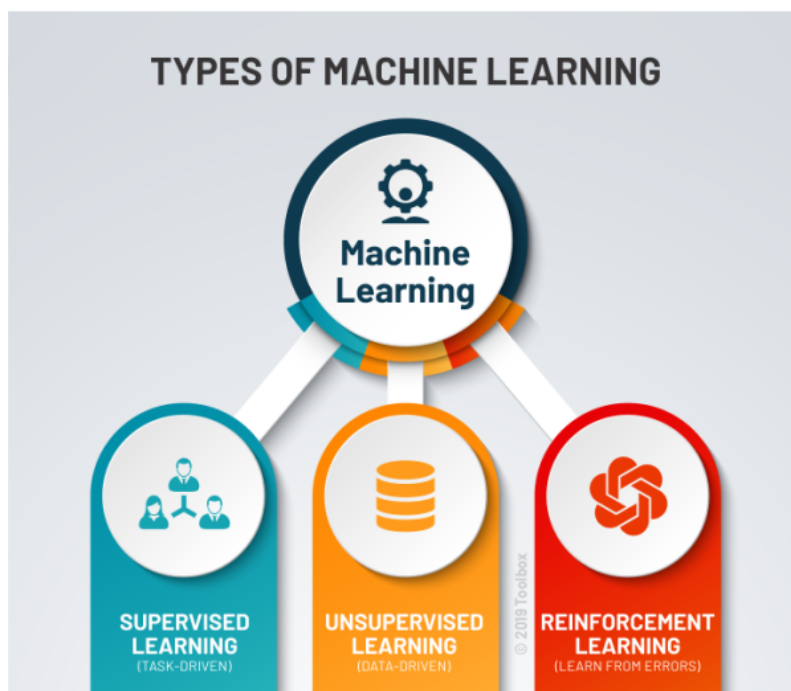 TYPES OF MACHINE LEARNING
Machine
Learning
SUPERVISED
LEARNING
(TASK-DRIVEN)
UNSUPERVISED
LEARNING
(DATA-DRIVEN)
© 2019 Toolbox
REINFORCEMENT
LEARNING
(LEARN FROM ERRORS)